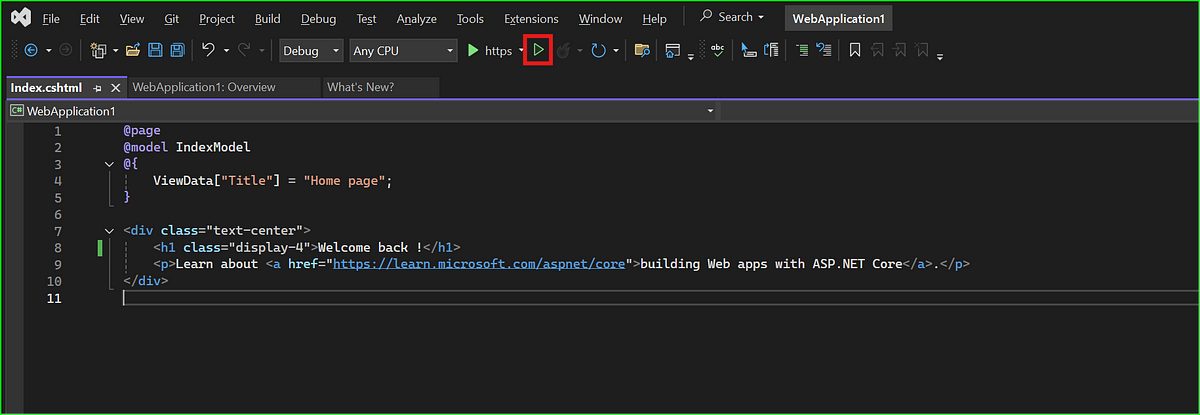 File Edit View Git Project Build Debug Test Analyze Tools Extensions Window Help Search WebApplication1
Debug Any CPU https abc
Index.cshtml WebApplication1: Overview What's New?
C# WebApplication1
1 @page
2 @model IndexModel
3 @{
4 ViewData["Title"] = "Home page";
5 }
6
7 <div class="text-center">
8 <h1 class="display-4">Welcome back !</h1>
9 <p>Learn about <a href="https://learn.microsoft.com/aspnet/core">building Web apps with ASP.NET Core</a>.</p>
10 </div>
11